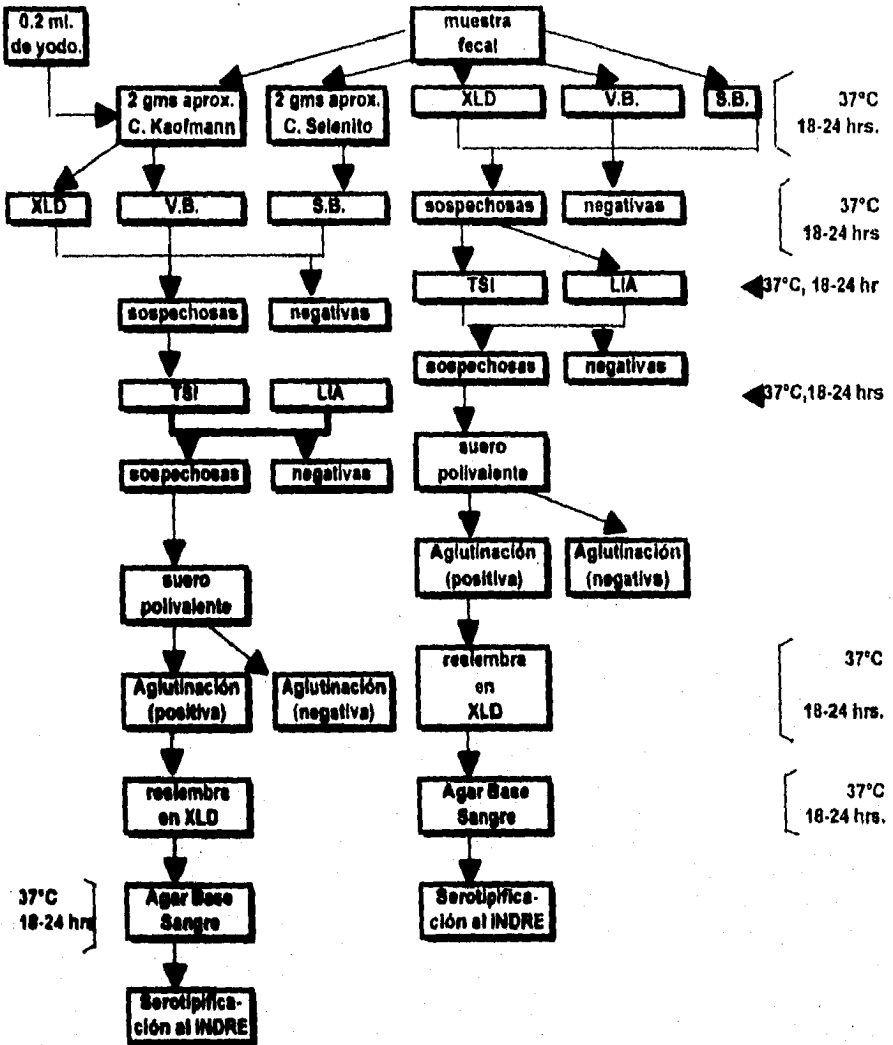 0.2 ml.
de yodo.
muestra
fecal
2 gms aprox.
C. Kaofmann
2 gms aprox.
C. Selenito
XLD
V.B.
S.B.
37°C
18-24 hrs.
XLD
V.B.
S.B.
sospechosas
negativas
37°C
18-24 hrs
TSI
LIA
37°C, 18-24 hr
sospechosas
negativas
sospechosas
negativas
37°C,18-24 hrs
TSI
LIA
suero
polivalente
sospechosas
negativas
Aglutinación
(positiva)
Aglutinación
(negativa)
suero
polivalente
resiembra
en
XLD
37°C
18-24 hrs.
Aglutinación
(positiva)
Aglutinación
(negativa)
resiembra
en XLD
Agar Base
Sangre
37°C
18-24 hrs.
37°C
18-24 hrs
Agar Base
Sangre
Serotipifica-
ción al INDRE
Serotipifica-
ción al INDRE